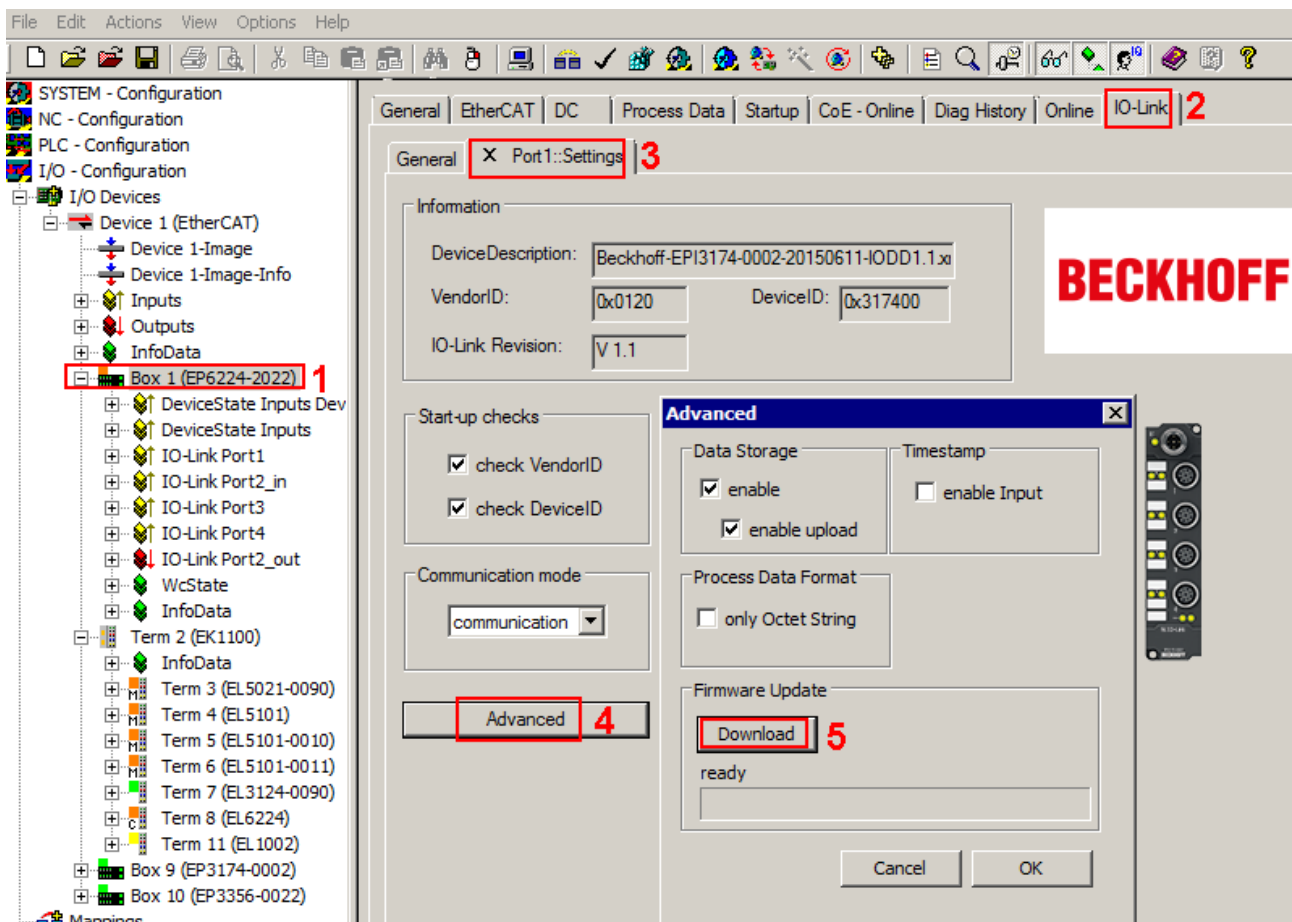 File Edit Actions View Options Help
SYSTEM - Configuration
NC - Configuration
PLC - Configuration
I/O - Configuration
I/O Devices
Device 1 (EtherCAT)
Device 1-Image
Device 1-Image-Info
Inputs
Outputs
InfoData
Box 1 (EP6224-2022) 1
DeviceState Inputs Dev
DeviceState Inputs
IO-Link Port1
IO-Link Port2_in
IO-Link Port3
IO-Link Port4
IO-Link Port2_out
WcState
InfoData
Term 2 (EK1100)
InfoData
Term 3 (EL5021-0090)
Term 4 (EL5101)
Term 5 (EL5101-0010)
Term 6 (EL5101-0011)
Term 7 (EL3124-0090)
Term 8 (EL6224)
Term 11 (EL1002)
Box 9 (EP3174-0002)
Box 10 (EP3356-0022)
Mappings
General EtherCAT DC Process Data Startup CoE - Online Diag History Online IO-Link 2
General X Port1::Settings 3
Information
DeviceDescription: Beckhoff-EPI3174-0002-20150611-IODD1.1.xm
VendorID: 0x0120 DeviceID: 0x317400
IO-Link Revision: V 1.1
BECKHOFF
Start-up checks
check VendorID
check DeviceID
Communication mode
communication
Advanced 4
Advanced
Data Storage
enable
enable upload
Timestamp
enable Input
Process Data Format
only Octet String
Firmware Update
Download 5
ready
Cancel OK